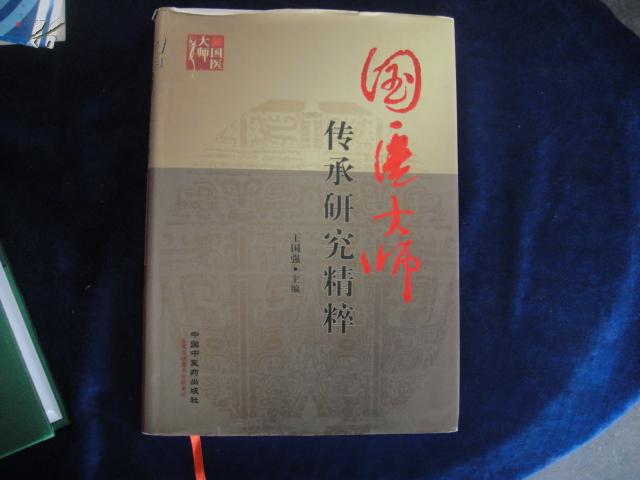 国医大师
国医大师
传承研究精粹
王国强·主编
中国中医药出版社